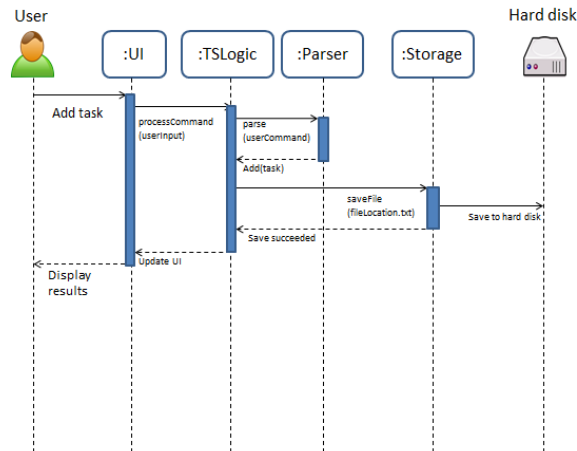 User
Hard disk
:UI
:TSLogic
:Parser
:Storage
Add task
processCommand
(userInput)
parse
(userCommand)
Add(task)
saveFile
(fileLocation.txt)
Save to hard disk
Save succeeded
Update UI
Display
results